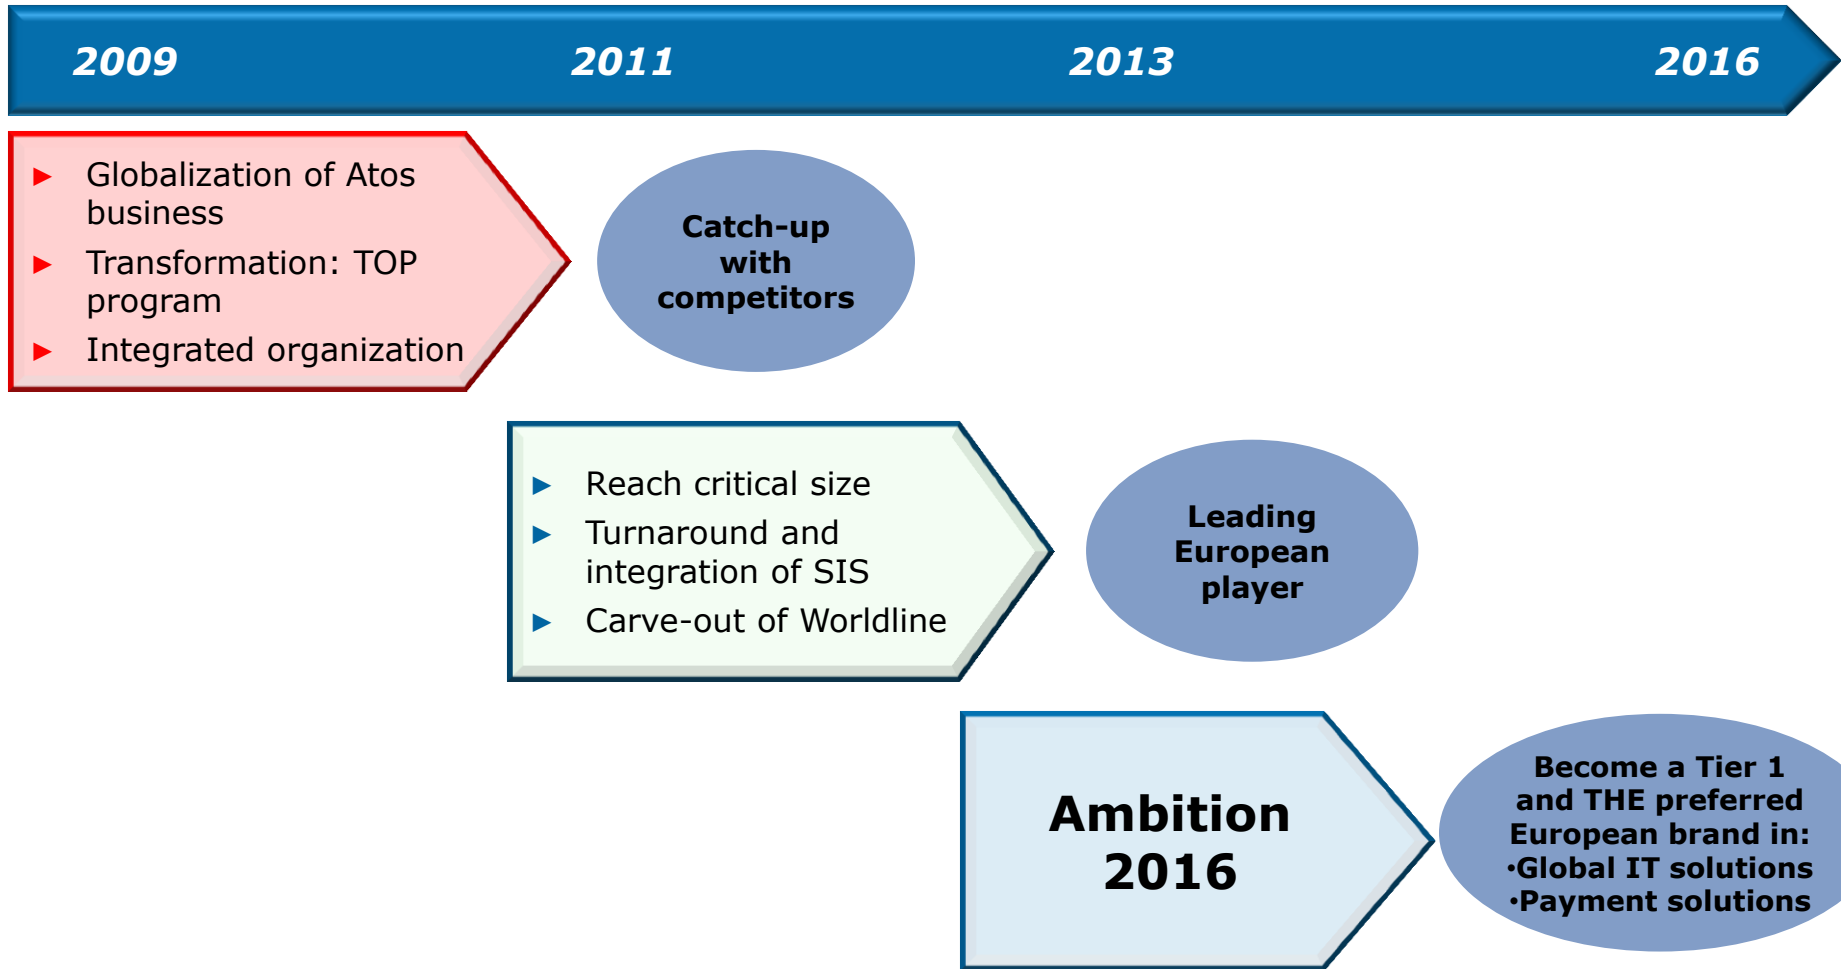 2009 2011 2013 2016
► Globalization of Atos
business
► Transformation: TOP
program
► Integrated organization
Catch-up
with
competitors
► Reach critical size
► Turnaround and
integration of SIS
► Carve-out of Worldline
Leading
European
player
Ambition
2016
Become a Tier 1
and THE preferred
European brand in:
•Global IT solutions
•Payment solutions